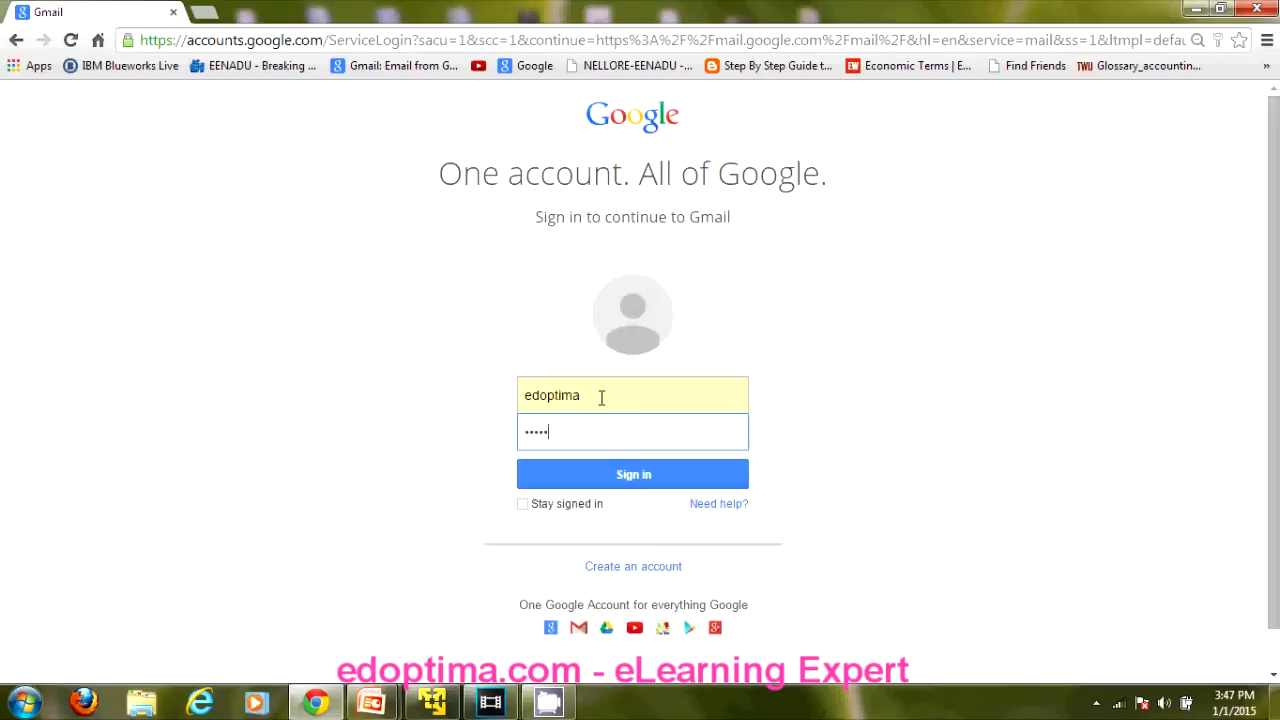 Gmail
https://accounts.google.com/ServiceLogin?sacu=1&scc=1&continue=https%3A%2F%2Fmail.google.com%2Fmail%2F&hl=en&service=mail&ss=1&ltmpl=defau
Apps IBM Blueworks Live EENADU - Breaking ... Gmail: Email from G... Google NELLORE-EENADU -... Step By Step Guide t... EW Economic Terms | E... Find Friends TWU Glossary_accountin...
Google
One account. All of Google.
Sign in to continue to Gmail
edoptima
•••••
Sign in
Stay signed in Need help?
Create an account
One Google Account for everything Google
edoptima.com - eLearning Expert
3:47 PM
1/1/2015